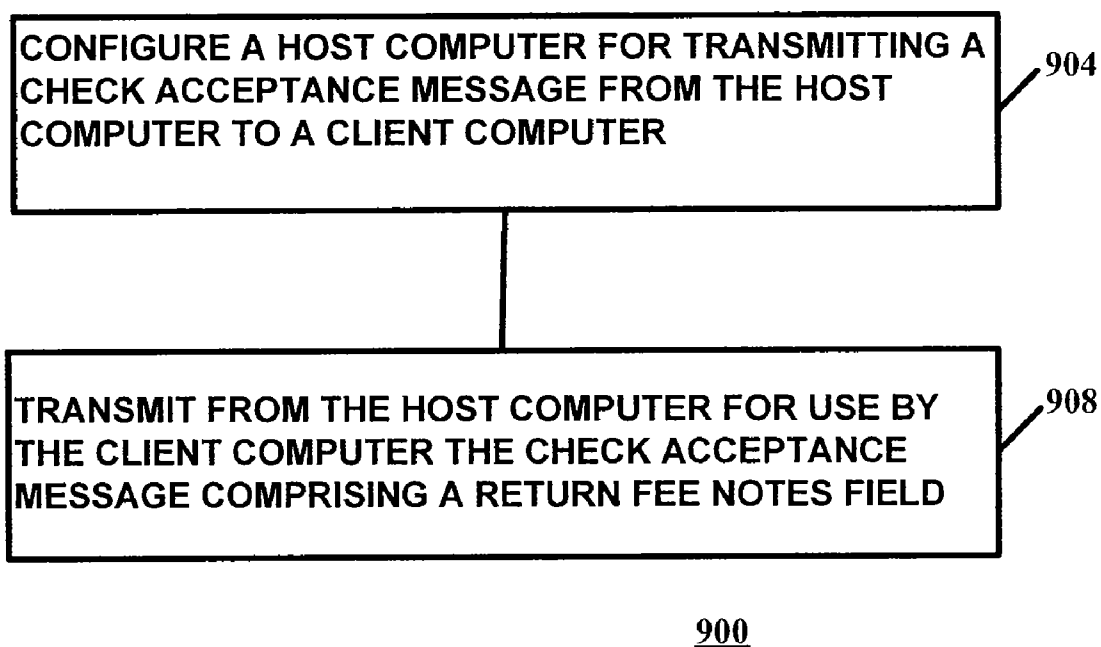 CONFIGURE A HOST COMPUTER FOR TRANSMITTING A
CHECK ACCEPTANCE MESSAGE FROM THE HOST
COMPUTER TO A CLIENT COMPUTER
904
TRANSMIT FROM THE HOST COMPUTER FOR USE BY
THE CLIENT COMPUTER THE CHECK ACCEPTANCE
MESSAGE COMPRISING A RETURN FEE NOTES FIELD
908
900